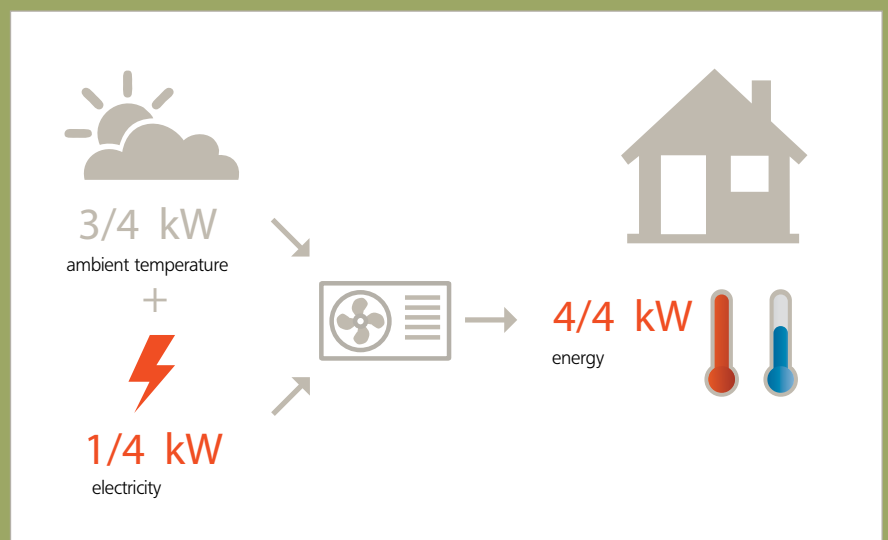 3/4 kW
ambient temperature
+
1/4 kW
electricity
4/4 kW
energy